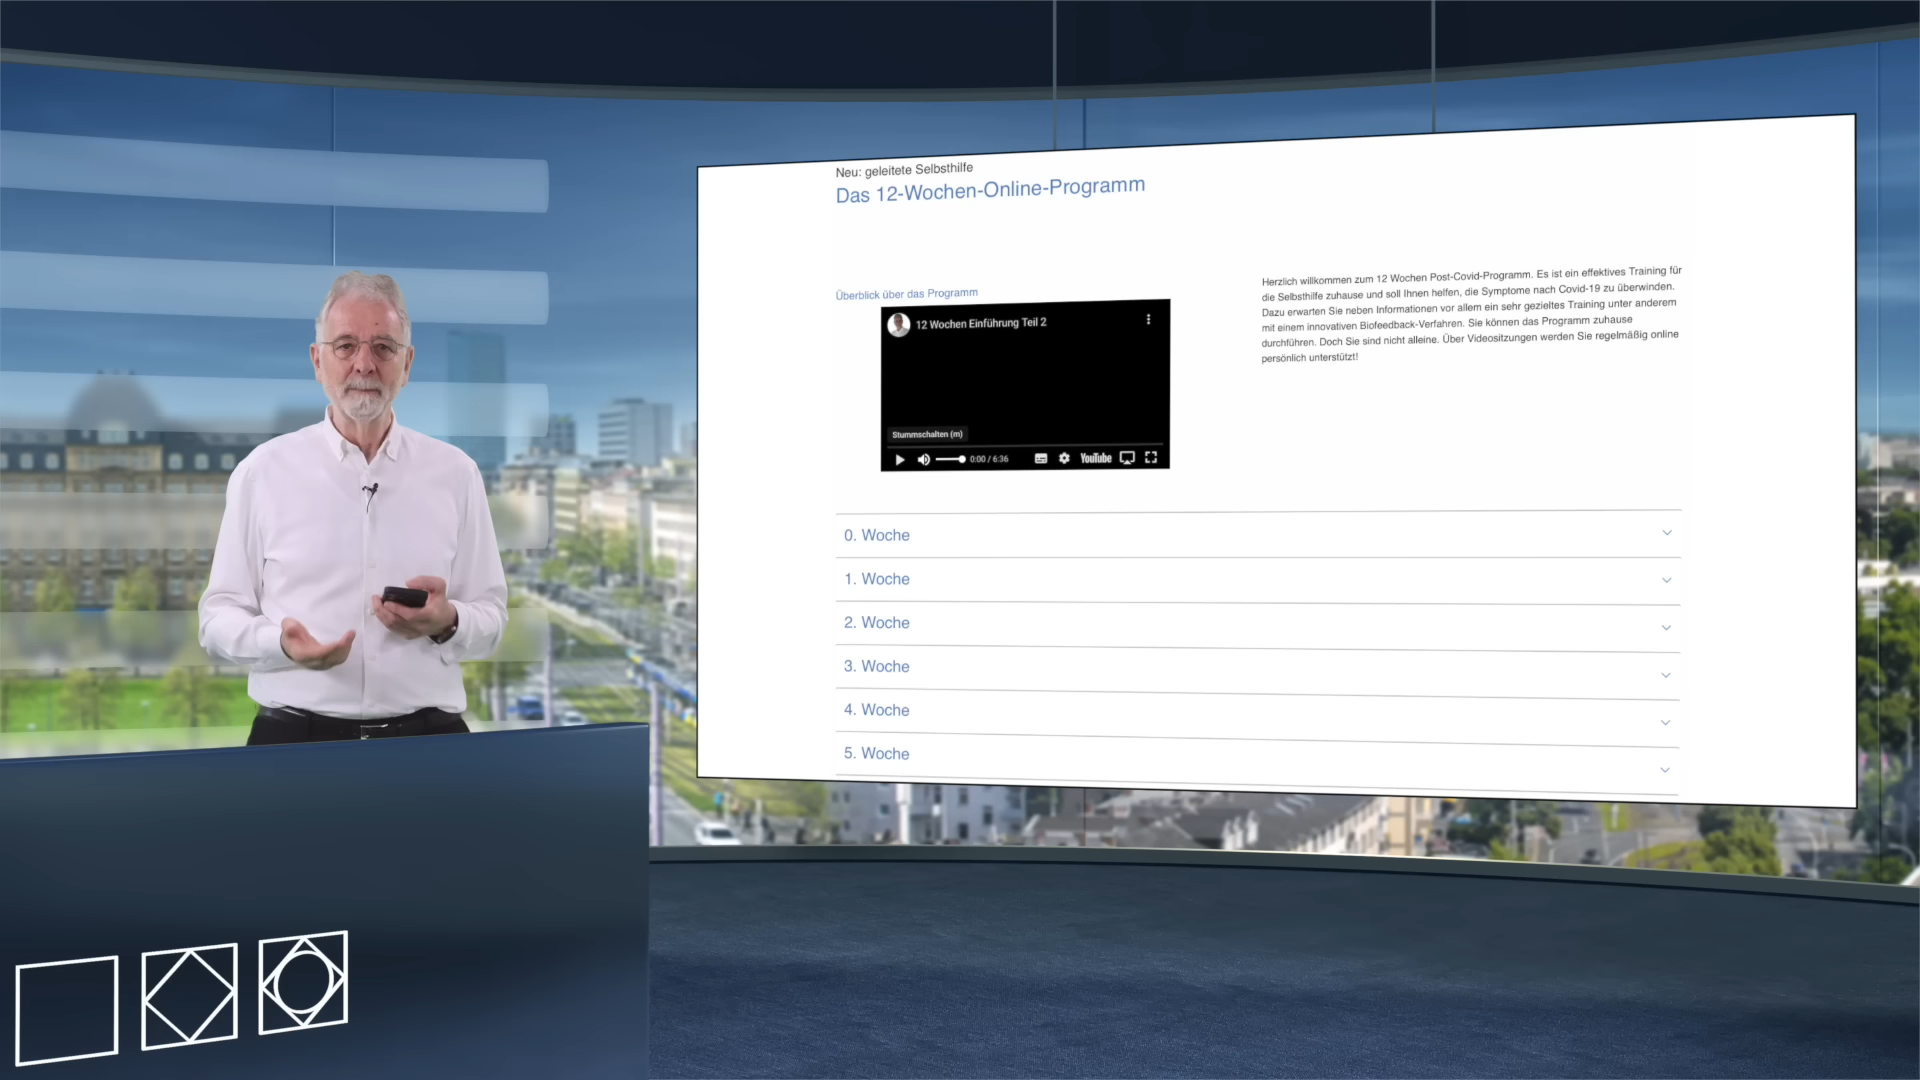 Neu: geleitete Selbsthilfe
Das 12-Wochen-Online-Programm
Überblick über das Programm
12 Wochen Einführung Teil 2
Stummschalten (m)
0:00 / 6:36
YouTube
Herzlich willkommen zum 12 Wochen Post-Covid-Programm. Es ist ein effektives Training für
die Selbsthilfe zuhause und soll Ihnen helfen, die Symptome nach Covid-19 zu überwinden.
Dazu erwarten Sie neben Informationen vor allem ein sehr gezieltes Training unter anderem
mit einem innovativen Biofeedback-Verfahren. Sie können das Programm zuhause
durchführen. Doch Sie sind nicht alleine. Über Videositzungen werden Sie regelmäßig online
persönlich unterstützt!
0. Woche
1. Woche
2. Woche
3. Woche
4. Woche
5. Woche